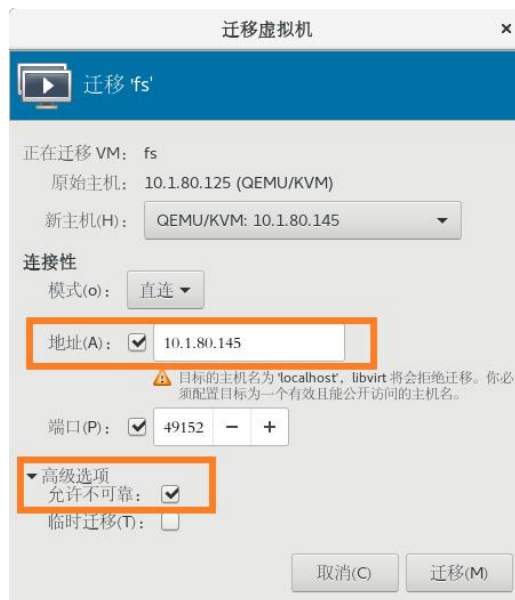 迁移虚拟机 ×
迁移 'fs'
正在迁移 VM： fs
原始主机： 10.1.80.125 (QEMU/KVM)
新主机(H)： QEMU/KVM: 10.1.80.145
连接性
模式(o)： 直连
地址(A)： 10.1.80.145
目标的主机名为 'localhost'，libvirt 将会拒绝迁移。你必
须配置目标为一个有效且能公开访问的主机名。
端口(P)： 49152 − +
高级选项
允许不可靠：
临时迁移(T)：
取消(C) 迁移(M)